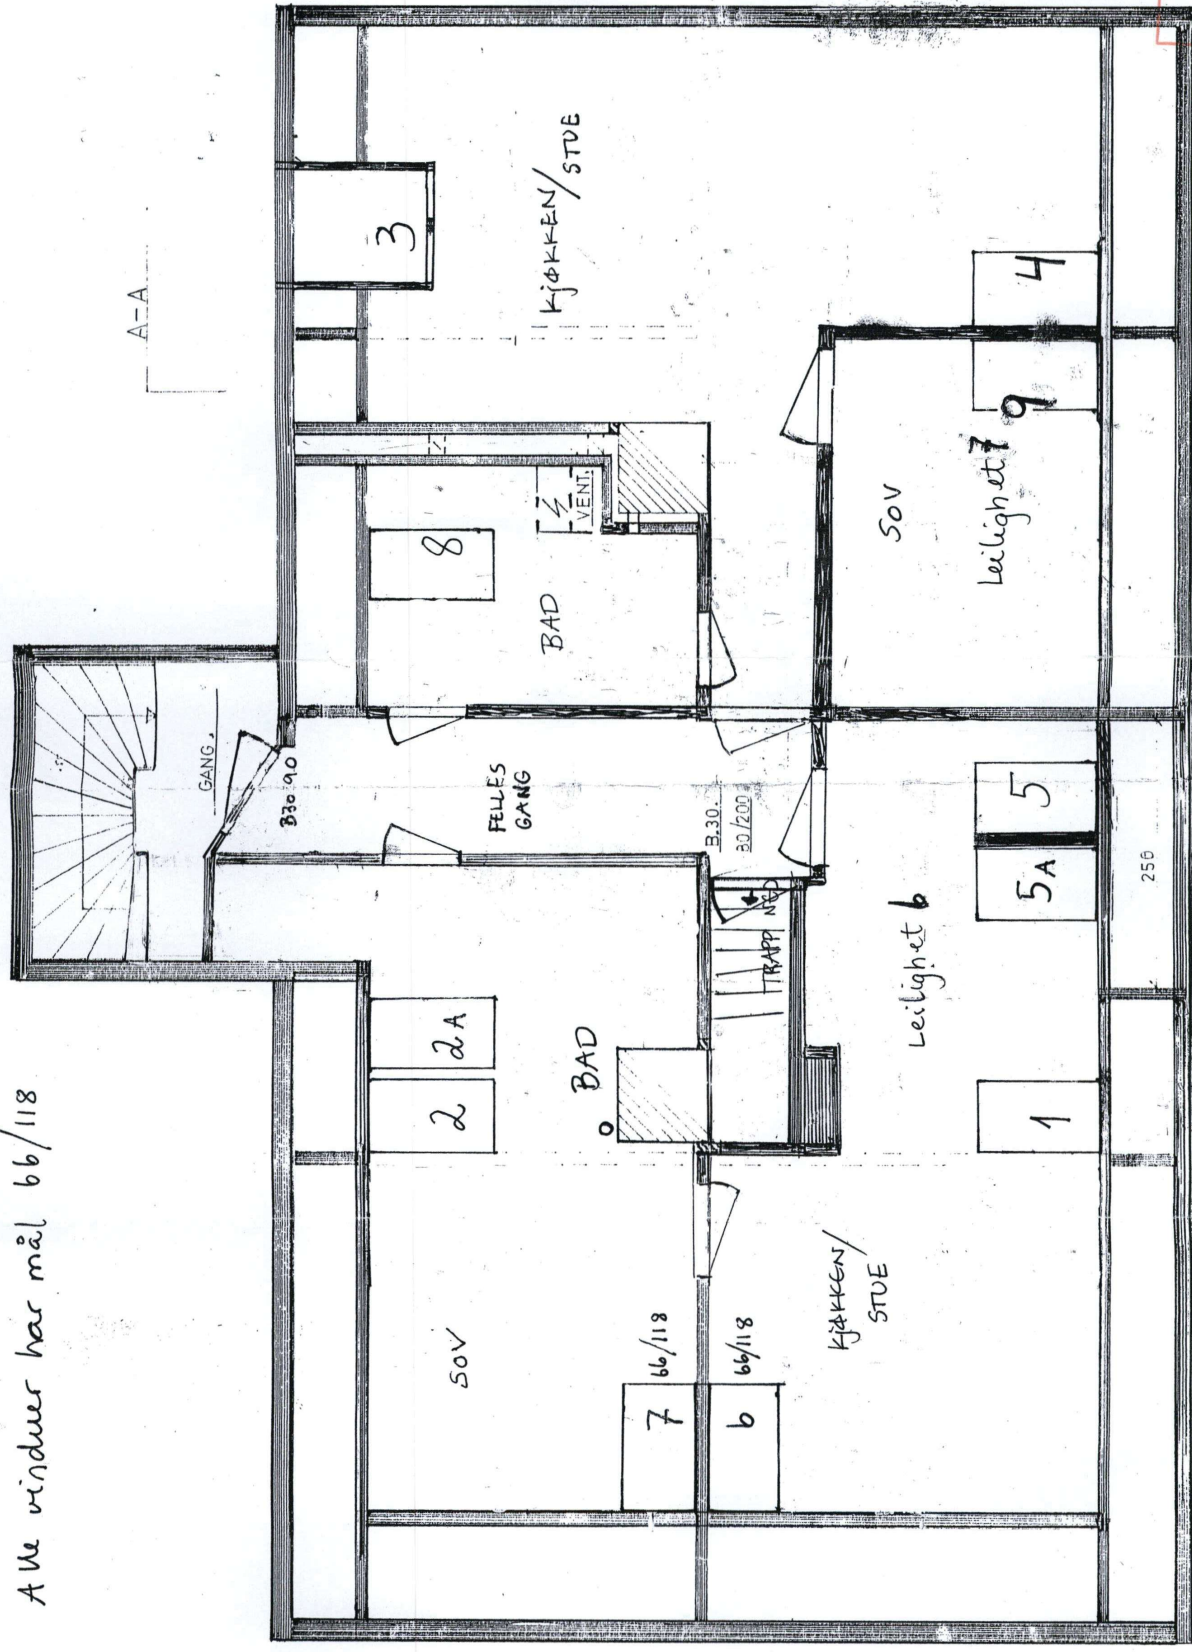 Alle vinduer har mål 66/118
A-A
GANG.
B30 90
3
KJØKKEN/
STUE
8
VENT.
BAD
FELLES
GANG
B.30.
80/200
2
2A
BAD
TRAPP NED
SOV
7 66/118
6 66/118
KJØKKEN/
STUE
Leilighet 6
1
5A
5
250
SOV
Leilighet 7
9
4